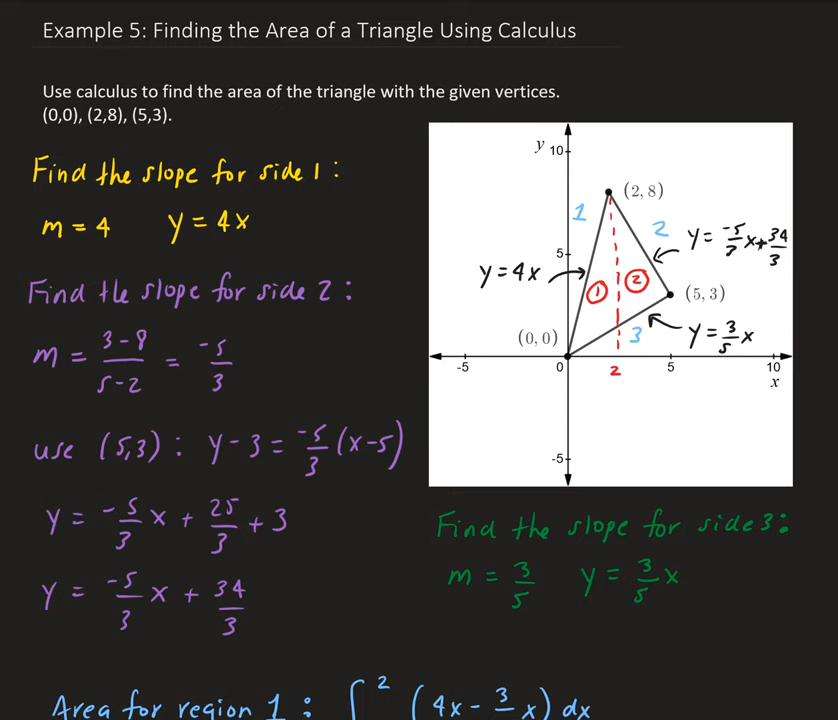 Example 5: Finding the Area of a Triangle Using Calculus
Use calculus to find the area of the triangle with the given vertices.
(0,0), (2,8), (5,3).
Find the slope for side 1:
m = 4 y = 4x
Find the slope for side 2:
m = (3-8)/(5-2) = -5/3
use (5,3): y-3 = -5/3 (x-5)
y = -5/3 x + 25/3 + 3
y = -5/3 x + 34/3
y 10
(2, 8)
1
2
y = -5/3 x + 34/3
5
y = 4x
1
2
(5, 3)
(0, 0)
3
y = 3/5 x
-5 0 2 5 10
x
-5
Find the slope for side 3:
m = 3/5 y = 3/5 x
Area for region 1: ∫ 2 (4x - 3 x) dx